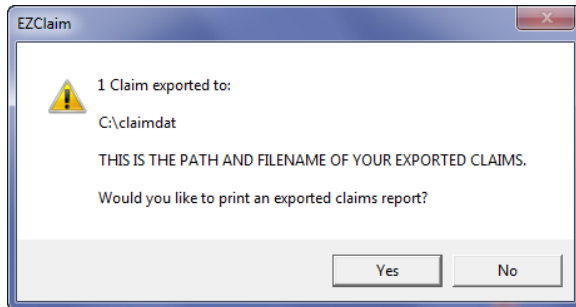 EZClaim
1 Claim exported to:
C:\claimdat
THIS IS THE PATH AND FILENAME OF YOUR EXPORTED CLAIMS.
Would you like to print an exported claims report?
Yes
No